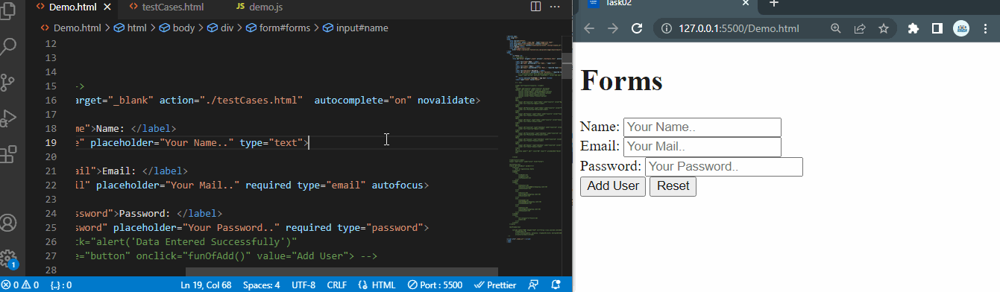 Demo.html
testCases.html
JS demo.js
Demo.html > html > body > div > form#forms > input#name
12
13
14
15 -->
16 arget="_blank" action="./testCases.html"  autocomplete="on" novalidate>
17
18 me">Name: </label>
19 e" placeholder="Your Name.." type="text">
20
21 ail">Email: </label>
22 il" placeholder="Your Mail.." required type="email" autofocus>
23
24 ssword">Password: </label>
25 sword" placeholder="Your Password.." required type="password">
26 ck="alert('Data Entered Successfully')"
27 e="button" onclick="funOfAdd()" value="Add User"> -->
28
1
0 0 {..} : 0 Ln 19, Col 68 Spaces: 4 UTF-8 CRLF HTML Port : 5500 Prettier
Task02
127.0.0.1:5500/Demo.html
Forms
Name: Your Name..
Email: Your Mail..
Password: Your Password..
Add User Reset